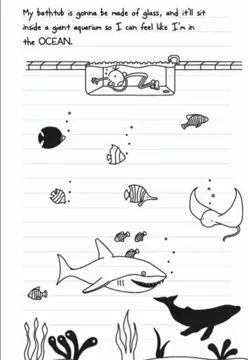 My bathtub is gonna be made of glass, and it'll sit
inside a giant aquarium so I can feel like I'm in
the OCEAN.